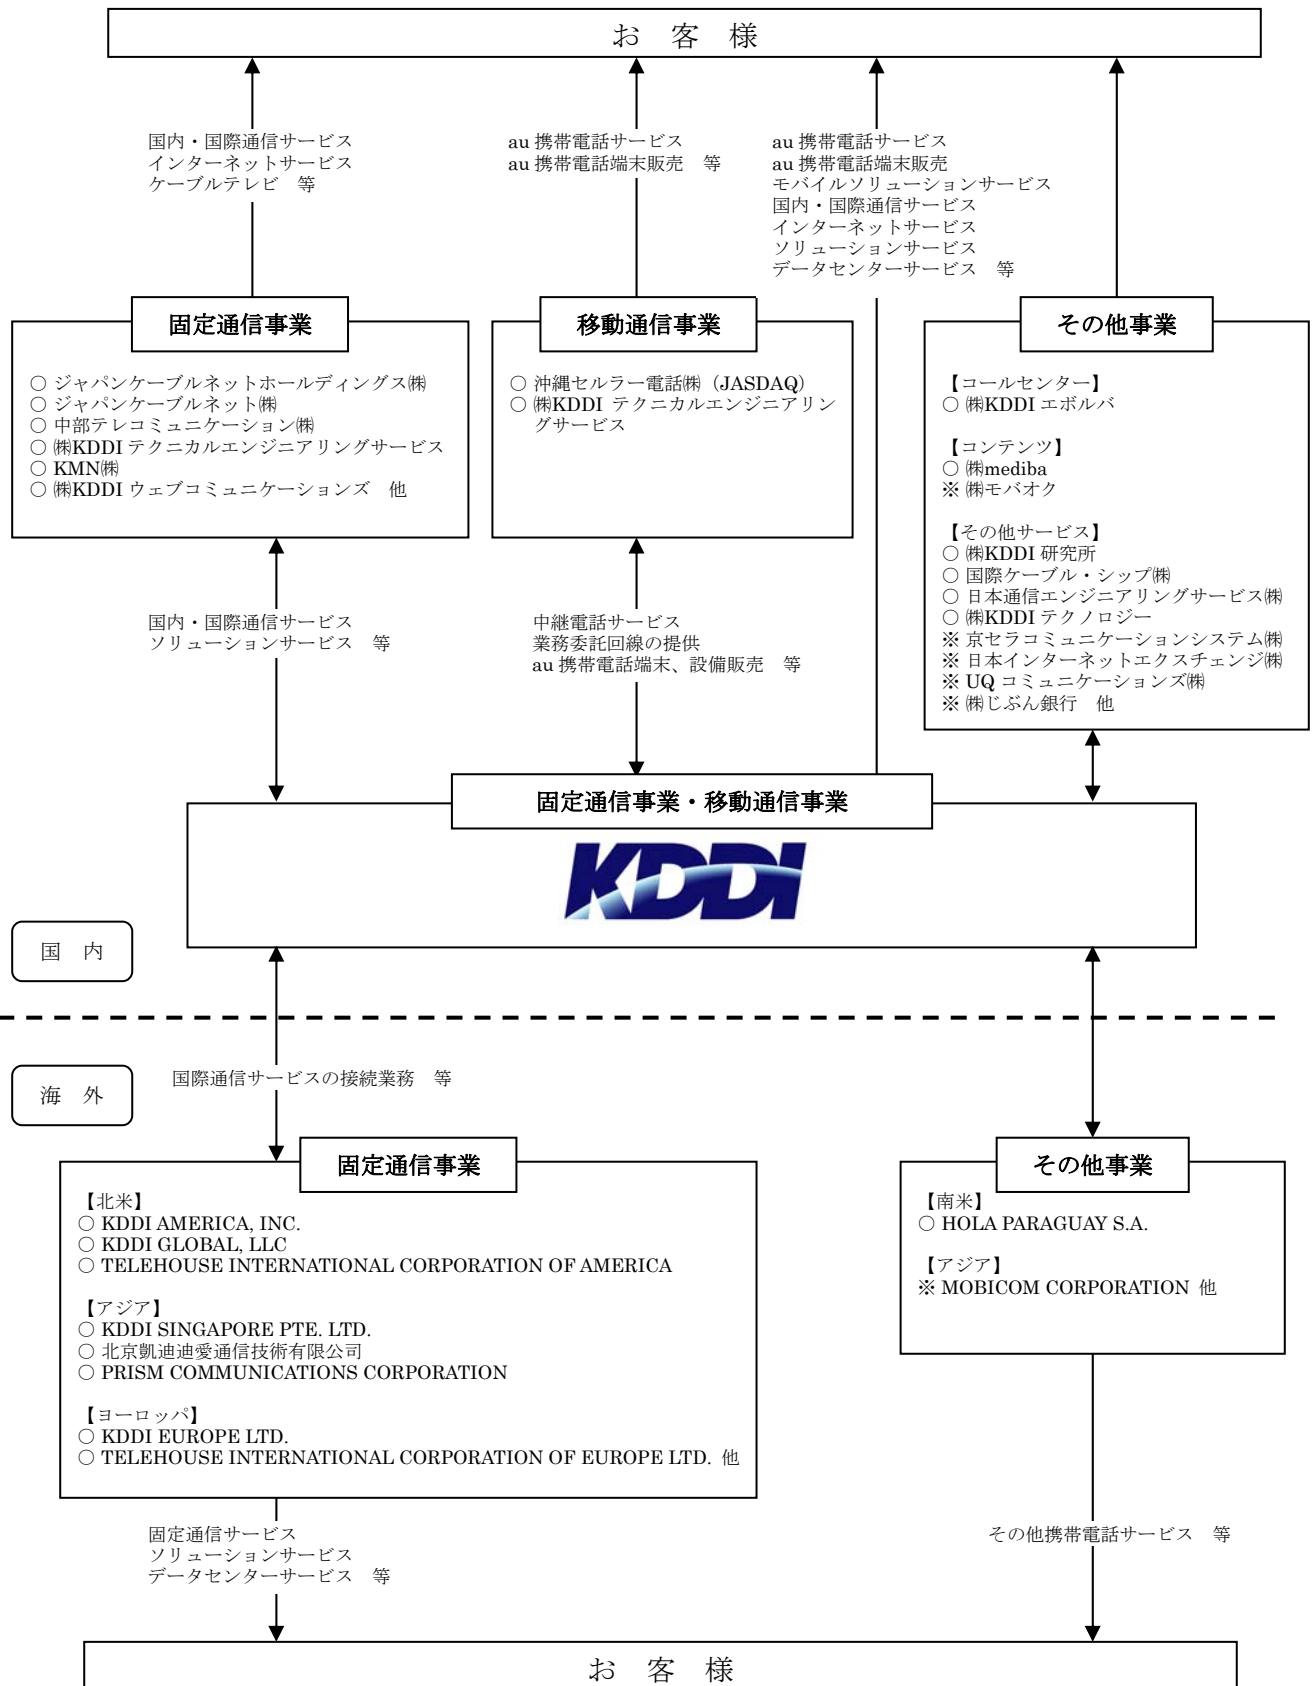 お 客 様
国内・国際通信サービス
インターネットサービス
ケーブルテレビ 等
au 携帯電話サービス
au 携帯電話端末販売 等
au 携帯電話サービス
au 携帯電話端末販売
モバイルソリューションサービス
国内・国際通信サービス
インターネットサービス
ソリューションサービス
データセンターサービス 等
固定通信事業
○ ジャパンケーブルネットホールディングス㈱
○ ジャパンケーブルネット㈱
○ 中部テレコミュニケーション㈱
○ ㈱KDDI テクニカルエンジニアリングサービス
○ KMN㈱
○ ㈱KDDI ウェブコミュニケーションズ 他
移動通信事業
○ 沖縄セルラー電話㈱（JASDAQ）
○ ㈱KDDI テクニカルエンジニアリン
グサービス
その他事業
【コールセンター】
○ ㈱KDDI エボルバ
【コンテンツ】
○ ㈱mediba
※ ㈱モバオク
【その他サービス】
○ ㈱KDDI 研究所
○ 国際ケーブル・シップ㈱
○ 日本通信エンジニアリングサービス㈱
○ ㈱KDDI テクノロジー
※ 京セラコミュニケーションシステム㈱
※ 日本インターネットエクスチェンジ㈱
※ UQ コミュニケーションズ㈱
※ ㈱じぶん銀行 他
国内・国際通信サービス
ソリューションサービス 等
中継電話サービス
業務委託回線の提供
au 携帯電話端末、設備販売 等
固定通信事業・移動通信事業
KDDI
国 内
海 外
国際通信サービスの接続業務 等
固定通信事業
【北米】
○ KDDI AMERICA, INC.
○ KDDI GLOBAL, LLC
○ TELEHOUSE INTERNATIONAL CORPORATION OF AMERICA
【アジア】
○ KDDI SINGAPORE PTE. LTD.
○ 北京凱迪迪愛通信技術有限公司
○ PRISM COMMUNICATIONS CORPORATION
【ヨーロッパ】
○ KDDI EUROPE LTD.
○ TELEHOUSE INTERNATIONAL CORPORATION OF EUROPE LTD. 他
その他事業
【南米】
○ HOLA PARAGUAY S.A.
【アジア】
※ MOBICOM CORPORATION 他
固定通信サービス
ソリューションサービス
データセンターサービス 等
その他携帯電話サービス 等
お 客 様